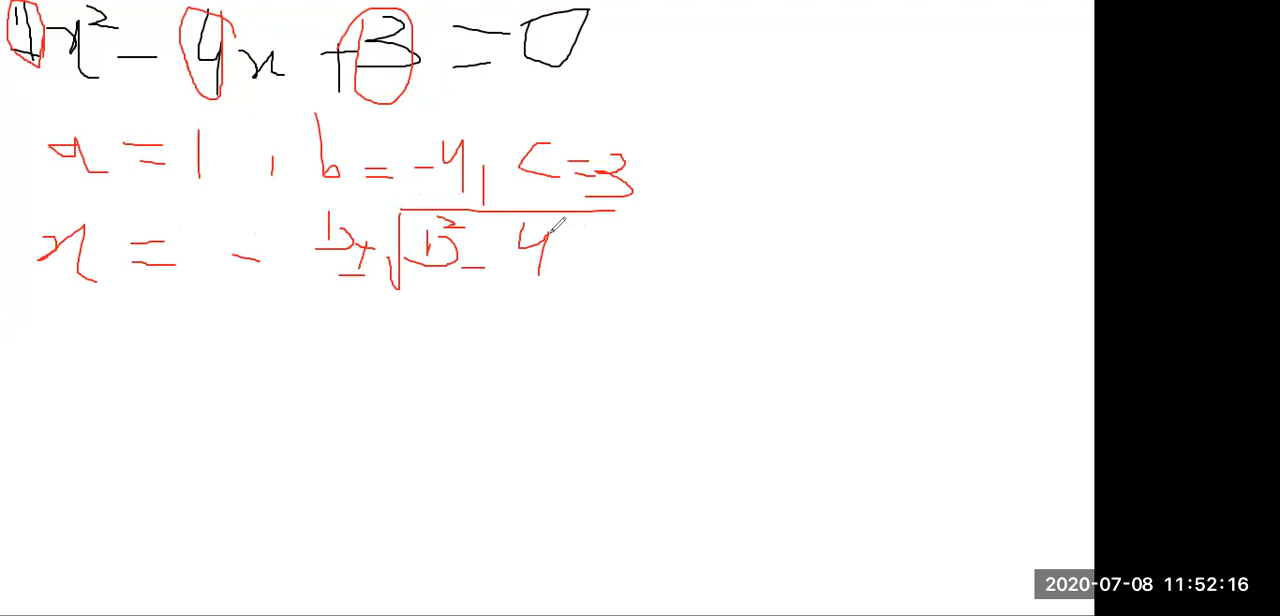 1x² - 4x + 3 = 0
a = 1, b = -4, c = 3
x = - b ± √b² - 4
2020-07-08 11:52:16